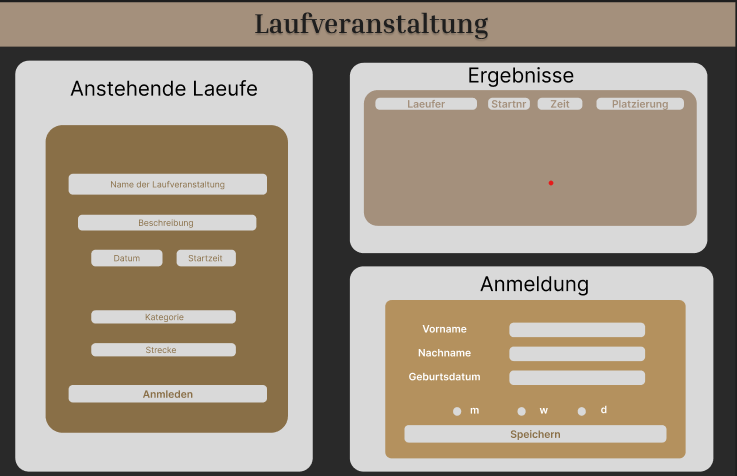 Laufveranstaltung
Anstehende Laeufe
Name der Laufveranstaltung
Beschreibung
Datum Startzeit
Kategorie
Strecke
Anmleden
Ergebnisse
Laeufer Startnr Zeit Platzierung
Anmeldung
Vorname
Nachname
Geburtsdatum
m w d
Speichern